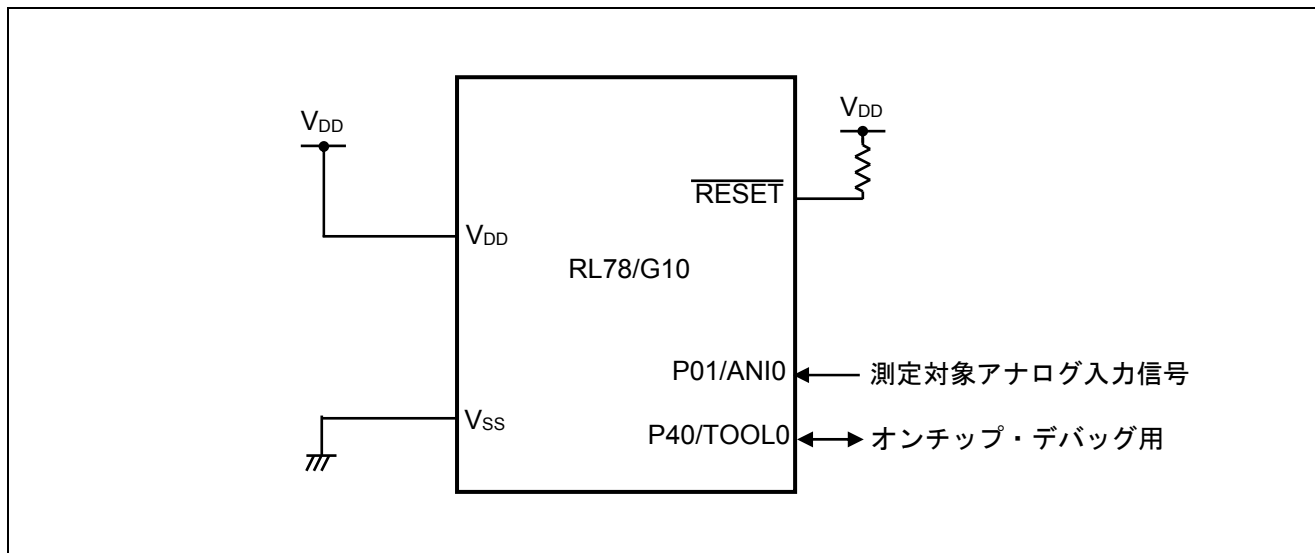 VDD
VDD
RESET
VDD
RL78/G10
P01/ANI0
測定対象アナログ入力信号
VSS
P40/TOOL0
オンチップ・デバッグ用